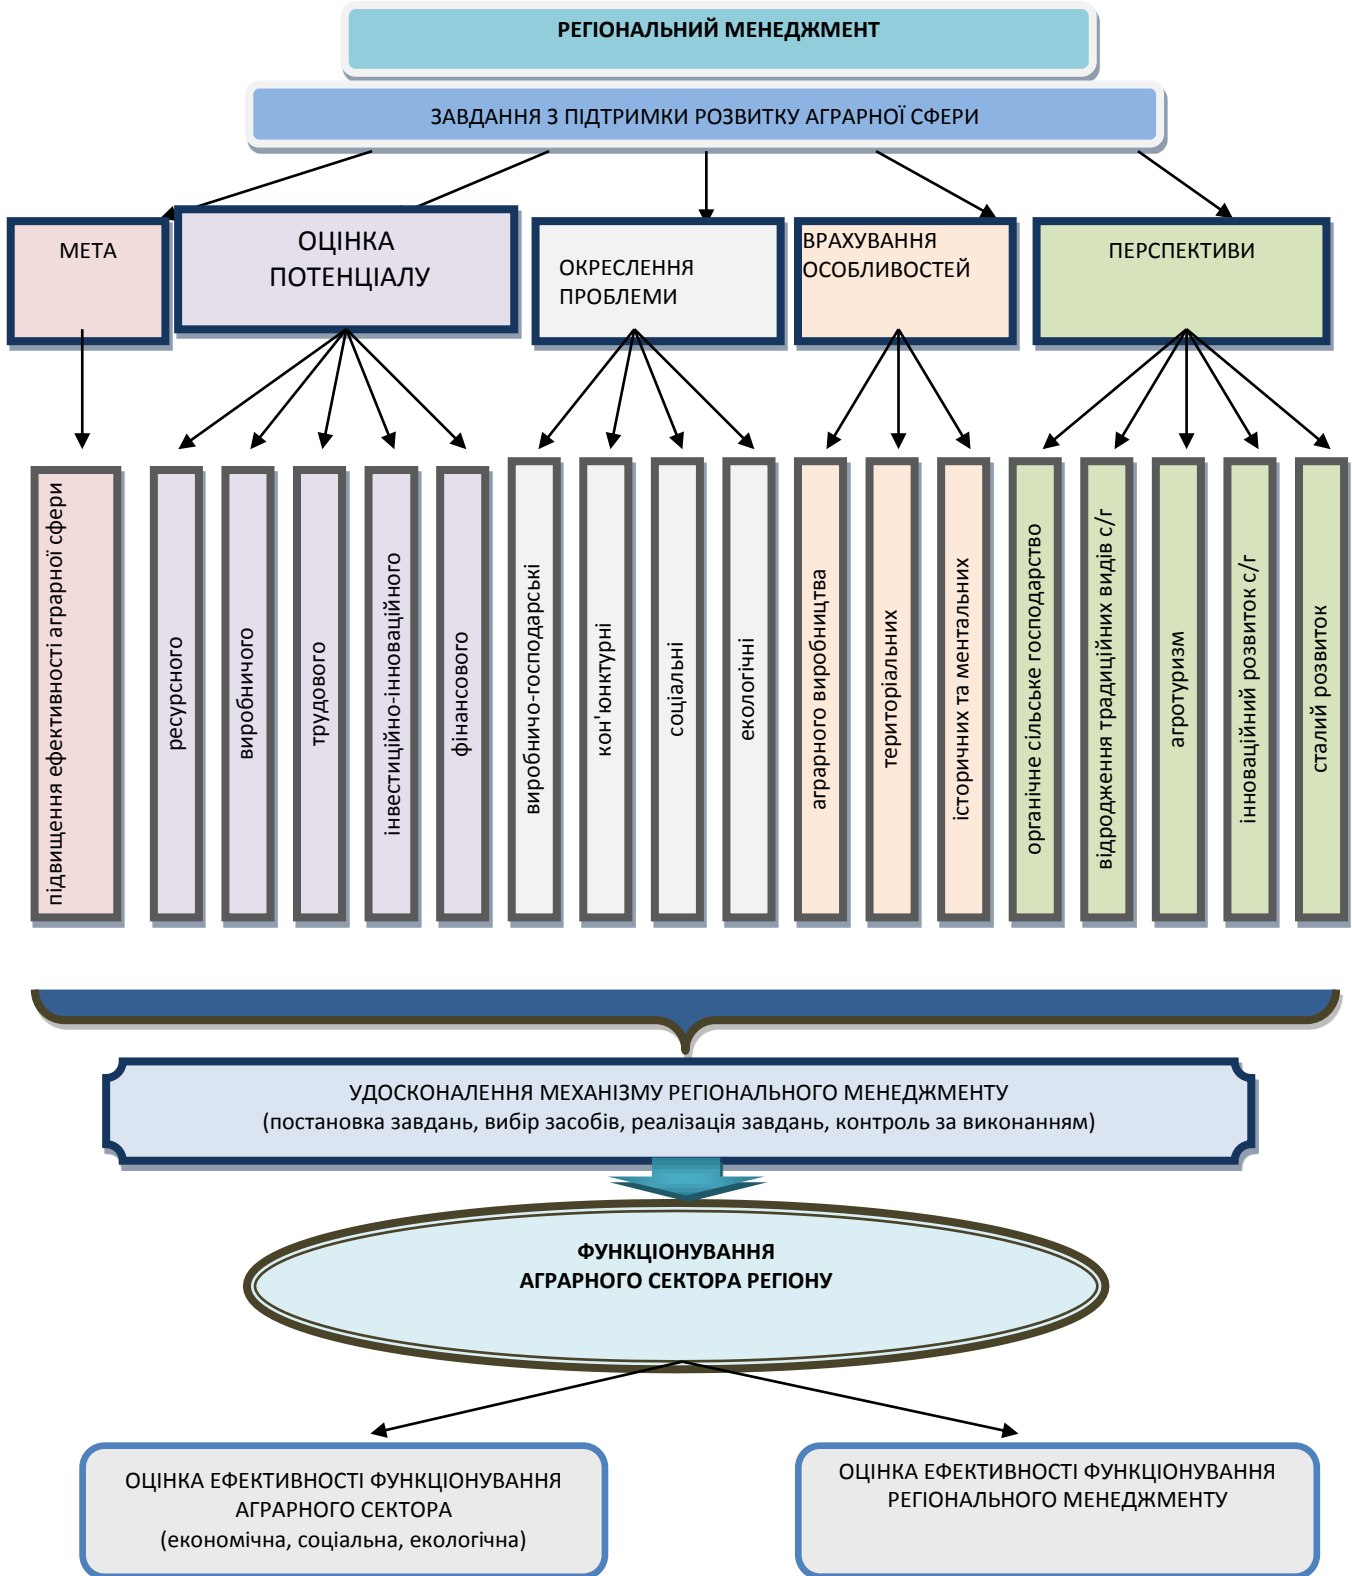 РЕГІОНАЛЬНИЙ МЕНЕДЖМЕНТ
ЗАВДАННЯ З ПІДТРИМКИ РОЗВИТКУ АГРАРНОЇ СФЕРИ
МЕТА
ОЦІНКА
ПОТЕНЦІАЛУ
ОКРЕСЛЕННЯ
ПРОБЛЕМИ
ВРАХУВАННЯ
ОСОБЛИВОСТЕЙ
ПЕРСПЕКТИВИ
підвищення ефективності аграрної сфери
ресурсного
виробничого
трудового
інвестиційно-інноваційного
фінансового
виробничо-господарські
кон'юнктурні
соціальні
екологічні
аграрного виробництва
територіальних
історичних та ментальних
органічне сільське господарство
відродження традиційних видів с/г
агротуризм
інноваційний розвиток с/г
сталий розвиток
УДОСКОНАЛЕННЯ МЕХАНІЗМУ РЕГІОНАЛЬНОГО МЕНЕДЖМЕНТУ
(постановка завдань, вибір засобів, реалізація завдань, контроль за виконанням)
ФУНКЦІОНУВАННЯ
АГРАРНОГО СЕКТОРА РЕГІОНУ
ОЦІНКА ЕФЕКТИВНОСТІ ФУНКЦІОНУВАННЯ
АГРАРНОГО СЕКТОРА
(економічна, соціальна, екологічна)
ОЦІНКА ЕФЕКТИВНОСТІ ФУНКЦІОНУВАННЯ
РЕГІОНАЛЬНОГО МЕНЕДЖМЕНТУ